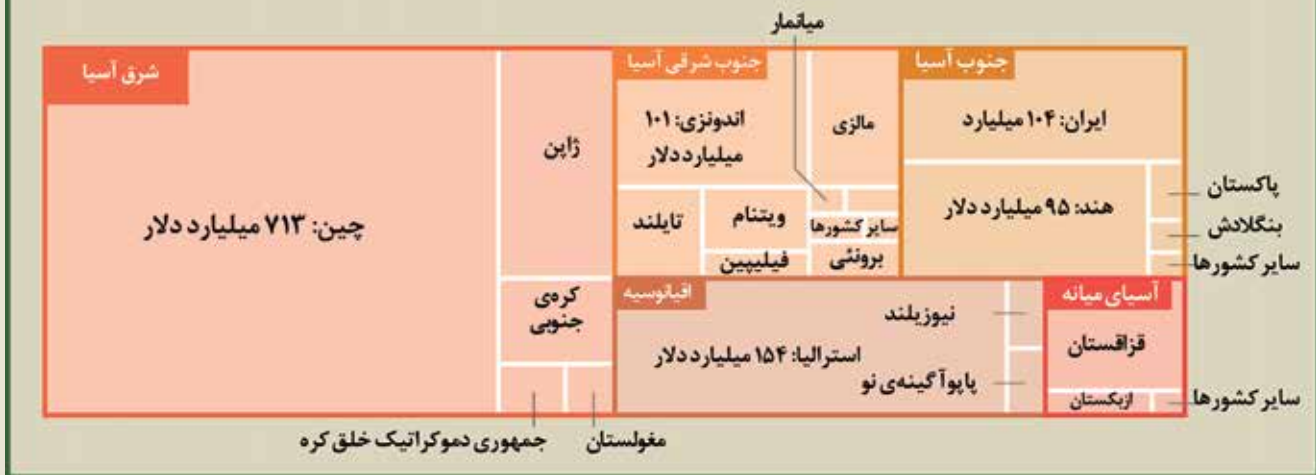 میانمار
شرق آسیا
چین: ۷۱۳ میلیارد دلار
ژاپن
کره‌ی
جنوبی
مغولستان
جمهوری دموکراتیک خلق کره
جنوب شرقی آسیا
اندونزی: ۱۰۱
میلیارد دلار
مالزی
تایلند
ویتنام
فیلیپین
سایر کشورها
برونئی
جنوب آسیا
ایران: ۱۰۴ میلیارد
هند: ۹۵ میلیارد دلار
پاکستان
بنگلادش
سایر کشورها
اقیانوسیه
نیوزیلند
استرالیا: ۱۵۴ میلیارد دلار
پاپوآ گینه‌ی نو
آسیای میانه
قزاقستان
ازبکستان
سایر کشورها